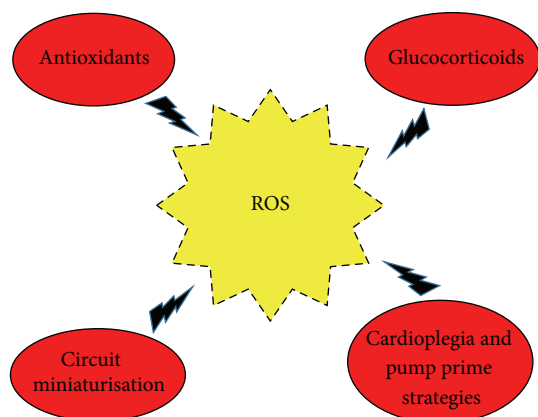 Antioxidants
Glucocorticoids
ROS
Circuit
miniaturisation
Cardioplegia and
pump prime
strategies